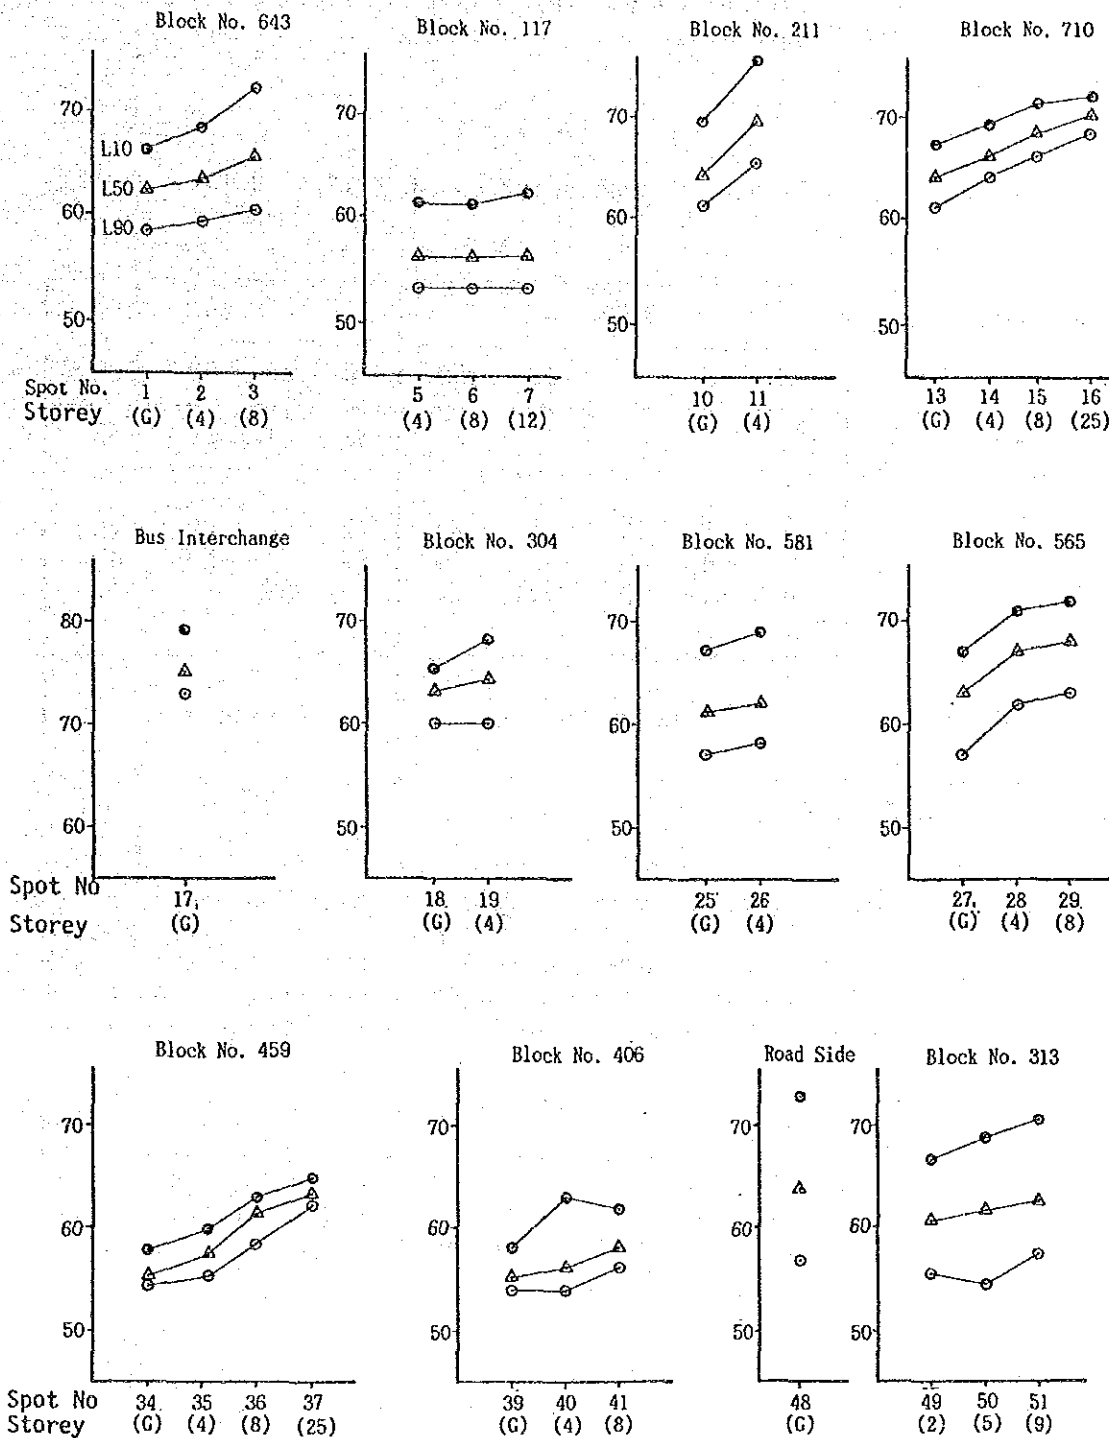 Block No. 643 Block No. 117 Block No. 211 Block No. 710
70 70 70 70
L10
L50
60 60 60 60
L90
50 50 50 50
Spot No. 1 2 3 5 6 7 10 11 13 14 15 16
Storey (G) (4) (8) (4) (8) (12) (G) (4) (G) (4) (8) (25)
Bus Interchange Block No. 304 Block No. 581 Block No. 565
80 70 70 70
70 60 60 60
60 50 50 50
Spot No 17 18 19 25 26 27 28 29
Storey (G) (G) (4) (G) (4) (G) (4) (8)
Block No. 459 Block No. 406 Road Side Block No. 313
70 70 70 70
60 60 60 60
50 50 50 50
Spot No 34 35 36 37 39 40 41 48 49 50 51
Storey (G) (4) (8) (25) (G) (4) (8) (G) (2) (5) (9)